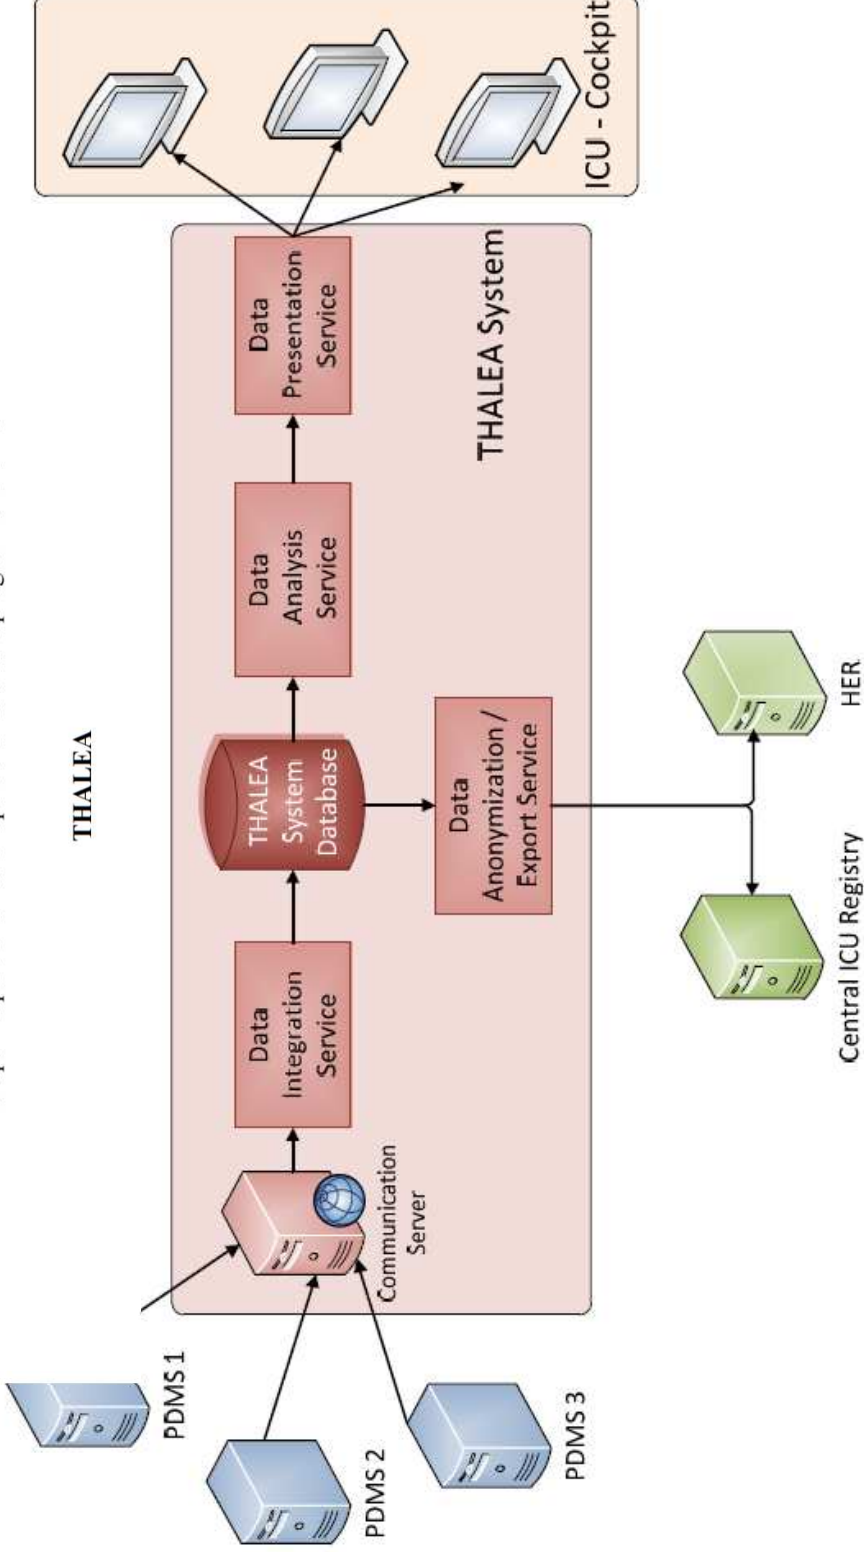 THALEA
PDMS 1
PDMS 2
PDMS 3
Communication
Server
Data
Integration
Service
THALEA
System
Database
Data
Analysis
Service
Data
Presentation
Service
Data
Anonymization /
Export Service
THALEA System
ICU - Cockpit
Central ICU Registry
HER